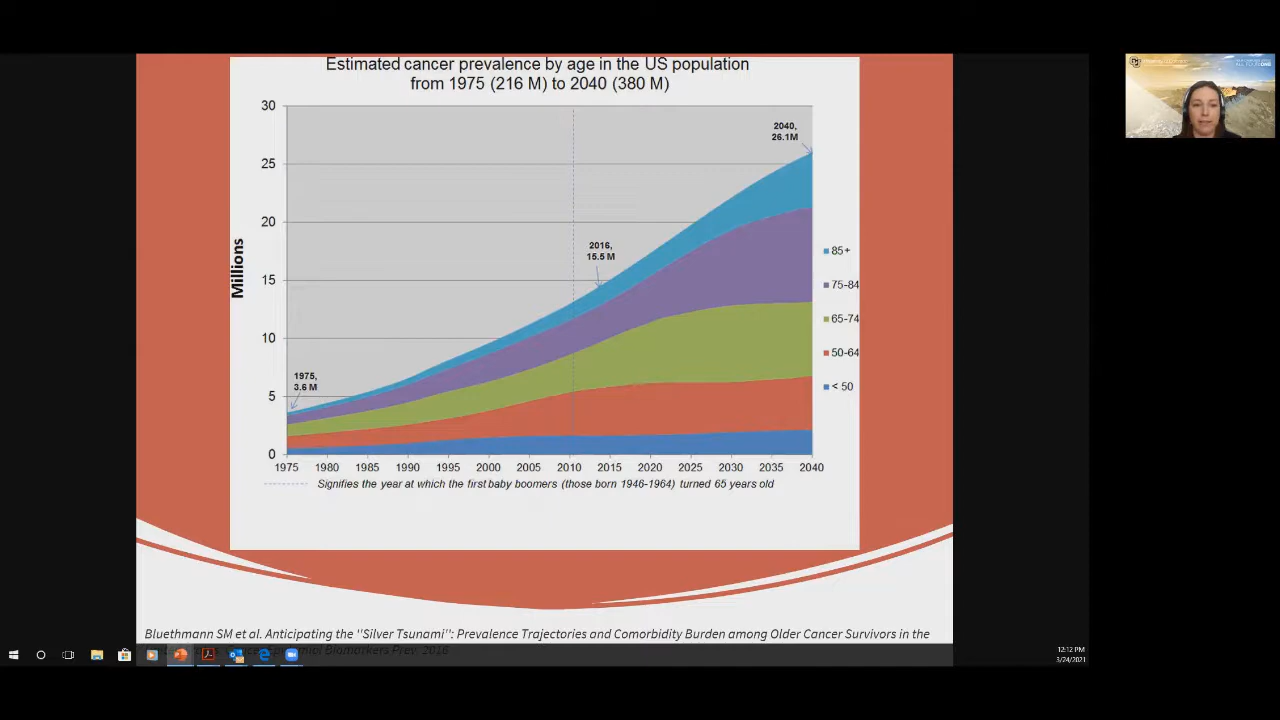 Estimated cancer prevalence by age in the US population
from 1975 (216 M) to 2040 (380 M)
Millions
30
25
20
15
10
5
0
1975,
3.6 M
2016,
15.5 M
2040,
26.1M
85+
75-84
65-74
50-64
< 50
1975 1980 1985 1990 1995 2000 2005 2010 2015 2020 2025 2030 2035 2040
Signifies the year at which the first baby boomers (those born 1946-1964) turned 65 years old
Bluethmann SM et al. Anticipating the "Silver Tsunami": Prevalence Trajectories and Comorbidity Burden among Older Cancer Survivors in the
Biomarkers Prev. 2016
12:12 PM
3/24/2021